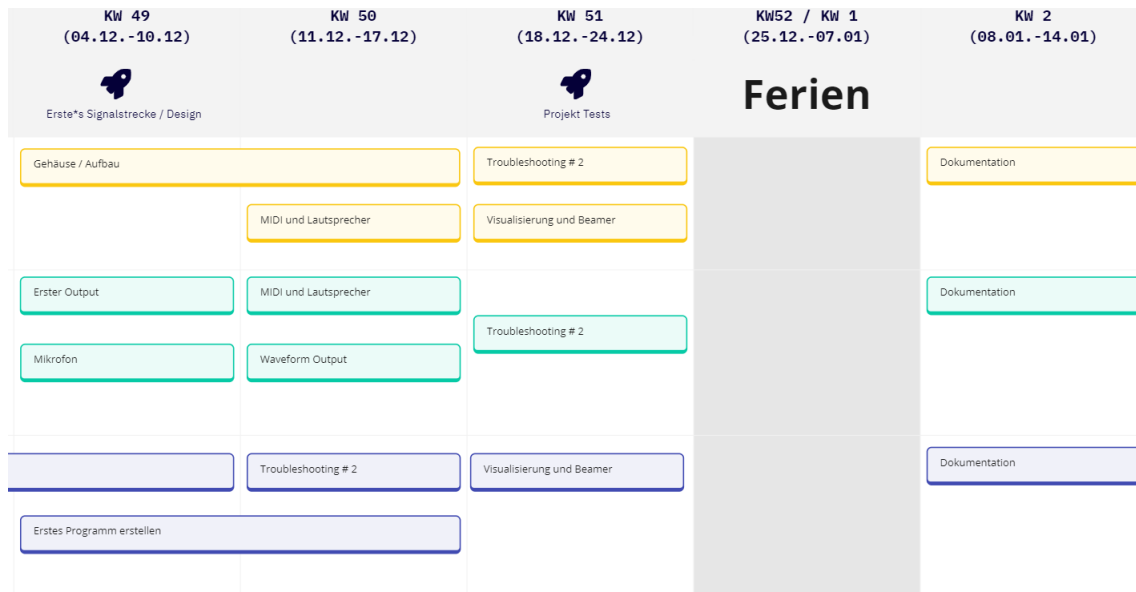 KW 49
(04.12.-10.12)
KW 50
(11.12.-17.12)
KW 51
(18.12.-24.12)
KW52 / KW 1
(25.12.-07.01)
KW 2
(08.01.-14.01)
Erste*s Signalstrecke / Design
Projekt Tests
Ferien
Gehäuse / Aufbau
Troubleshooting # 2
Dokumentation
MIDI und Lautsprecher
Visualisierung und Beamer
Erster Output
MIDI und Lautsprecher
Dokumentation
Troubleshooting # 2
Mikrofon
Waveform Output
Troubleshooting # 2
Visualisierung und Beamer
Dokumentation
Erstes Programm erstellen